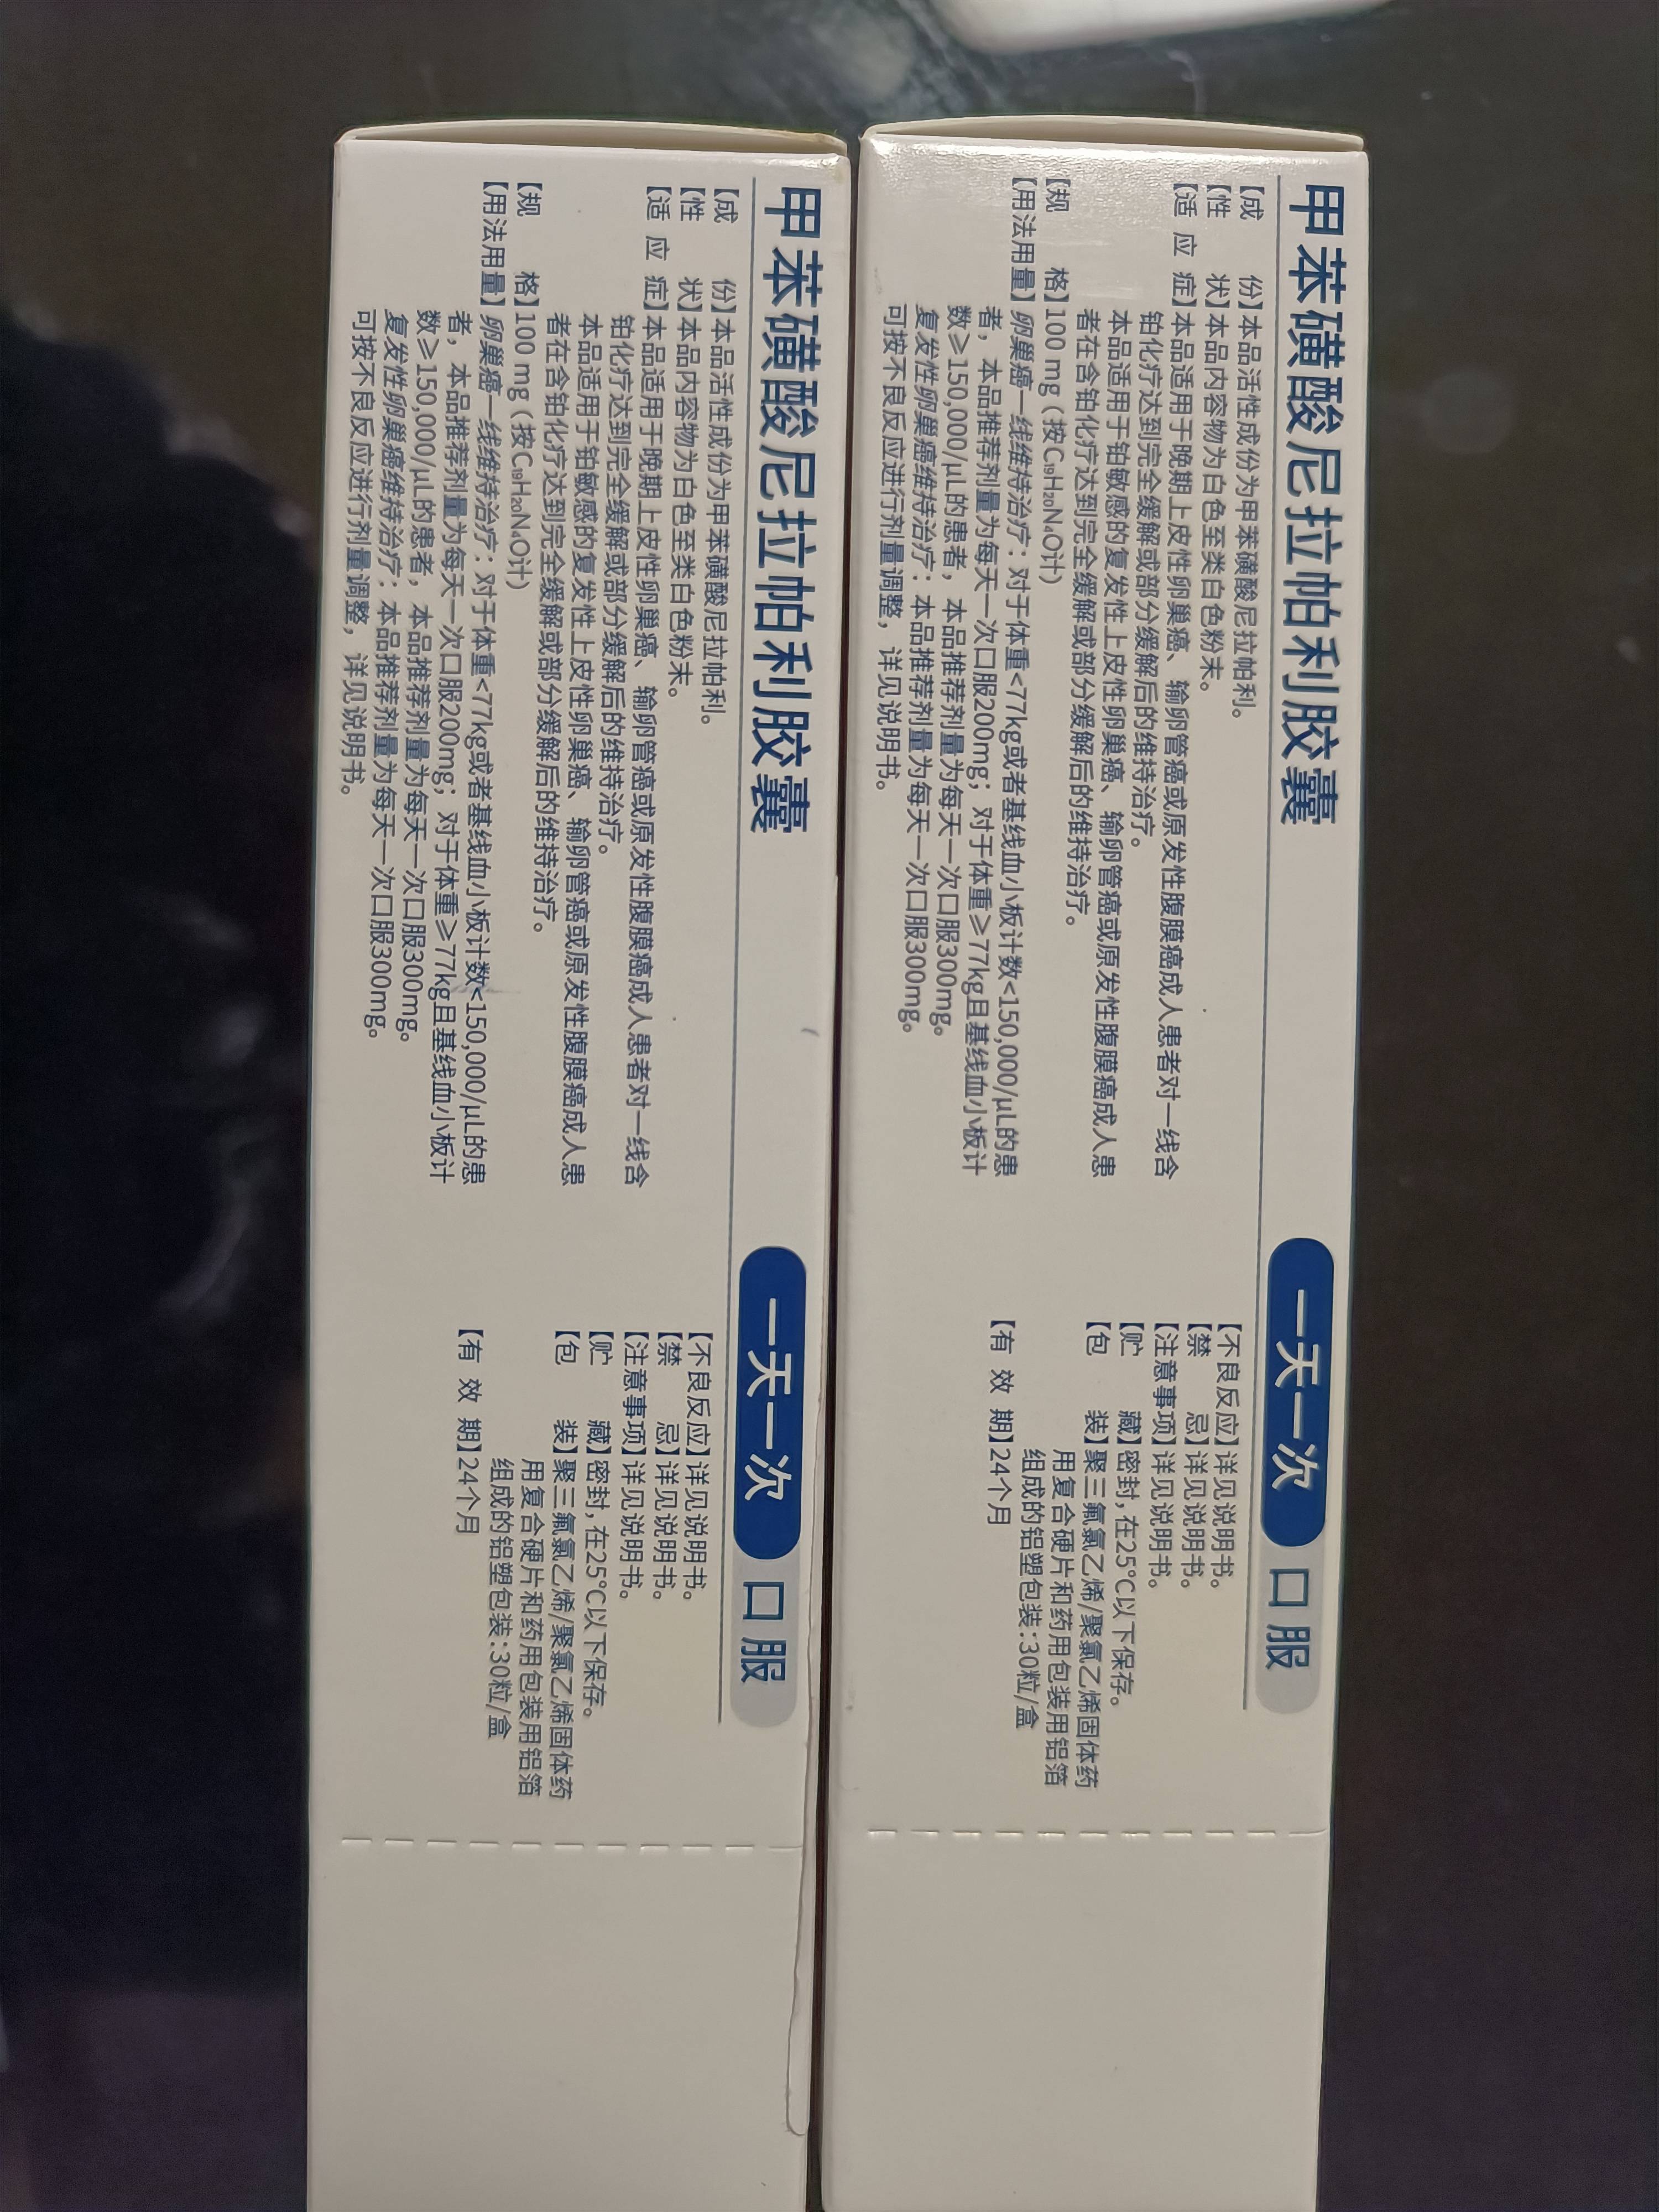 甲苯磺酸尼拉帕利胶囊 一天一次 口服
【成 份】本品活性成份为甲苯磺酸尼拉帕利。
【性 状】本品内容物为白色至类白色粉末。
【适 应 症】本品适用于晚期上皮性卵巢癌、输卵管癌或原发性腹膜癌成人患者对一线含
铂化疗达到完全缓解或部分缓解后的维持治疗。
本品适用于铂敏感的复发性上皮性卵巢癌、输卵管癌或原发性腹膜癌成人患
者在含铂化疗达到完全缓解或部分缓解后的维持治疗。
【规 格】100 mg（按C₁₉H₂₀N₄O计）
【用法用量】卵巢癌一线维持治疗：对于体重<77kg或者基线血小板计数<150,000/μL的患
者，本品推荐剂量为每天一次口服200mg；对于体重≥77kg且基线血小板计
数≥150,000/μL的患者，本品推荐剂量为每天一次口服300mg。
复发性卵巢癌维持治疗：本品推荐剂量为每天一次口服300mg。
可按不良反应进行剂量调整，详见说明书。
【不良反应】详见说明书。
【禁 忌】详见说明书。
【注意事项】详见说明书。
【贮 藏】密封，在25℃以下保存。
【包 装】聚三氟氯乙烯/聚氯乙烯固体药
用复合硬片和药用包装用铝箔
组成的铝塑包装：30粒/盒
【有 效 期】24个月
甲苯磺酸尼拉帕利胶囊 一天一次 口服
【成 份】本品活性成份为甲苯磺酸尼拉帕利。
【性 状】本品内容物为白色至类白色粉末。
【适 应 症】本品适用于晚期上皮性卵巢癌、输卵管癌或原发性腹膜癌成人患者对一线含
铂化疗达到完全缓解或部分缓解后的维持治疗。
本品适用于铂敏感的复发性上皮性卵巢癌、输卵管癌或原发性腹膜癌成人患
者在含铂化疗达到完全缓解或部分缓解后的维持治疗。
【规 格】100 mg（按C₁₉H₂₀N₄O计）
【用法用量】卵巢癌一线维持治疗：对于体重<77kg或者基线血小板计数<150,000/μL的患
者，本品推荐剂量为每天一次口服200mg；对于体重≥77kg且基线血小板计
数≥150,000/μL的患者，本品推荐剂量为每天一次口服300mg。
复发性卵巢癌维持治疗：本品推荐剂量为每天一次口服300mg。
可按不良反应进行剂量调整，详见说明书。
【不良反应】详见说明书。
【禁 忌】详见说明书。
【注意事项】详见说明书。
【贮 藏】密封，在25℃以下保存。
【包 装】聚三氟氯乙烯/聚氯乙烯固体药
用复合硬片和药用包装用铝箔
组成的铝塑包装：30粒/盒
【有 效 期】24个月